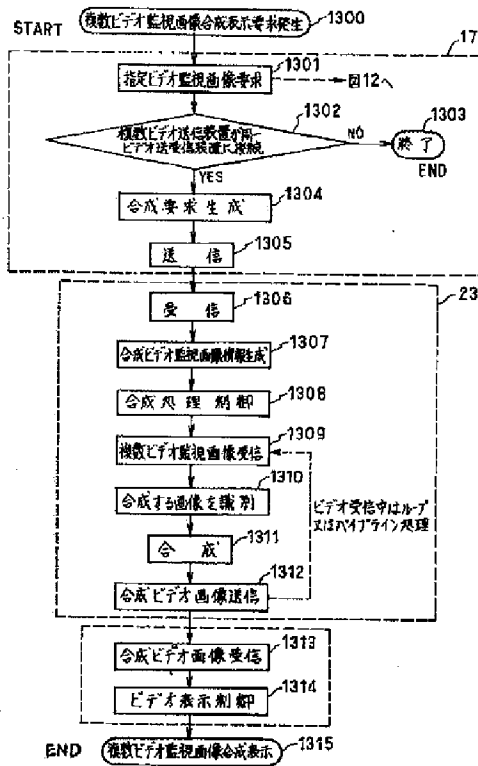 START
複数ビデオ監視画像合成表示要求発生
1300
17
指定ビデオ監視画像要求
1301
図12へ
1302
複数ビデオ送信装置が同一
ビデオ送受信装置に接続
NO
1303
終了
END
YES
合成要求生成
1304
送信
1305
23
受信
1306
合成ビデオ監視画像情報生成
1307
合成処理制御
1308
複数ビデオ監視画像受信
1309
合成する画像を識別
1310
ビデオ受信中はループ
又はパイプライン処理
合成
1311
合成ビデオ画像送信
1312
合成ビデオ画像受信
1313
ビデオ表示制御
1314
END
複数ビデオ監視画像合成表示
1315